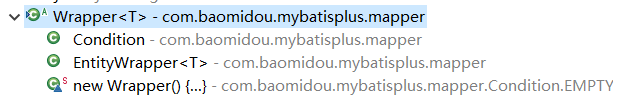 Wrapper<T> - com.baomidou.mybatisplus.mapper
Condition - com.baomidou.mybatisplus.mapper
EntityWrapper<T> - com.baomidou.mybatisplus.mapper
new Wrapper() {...} - com.baomidou.mybatisplus.mapper.Condition.EMPTY